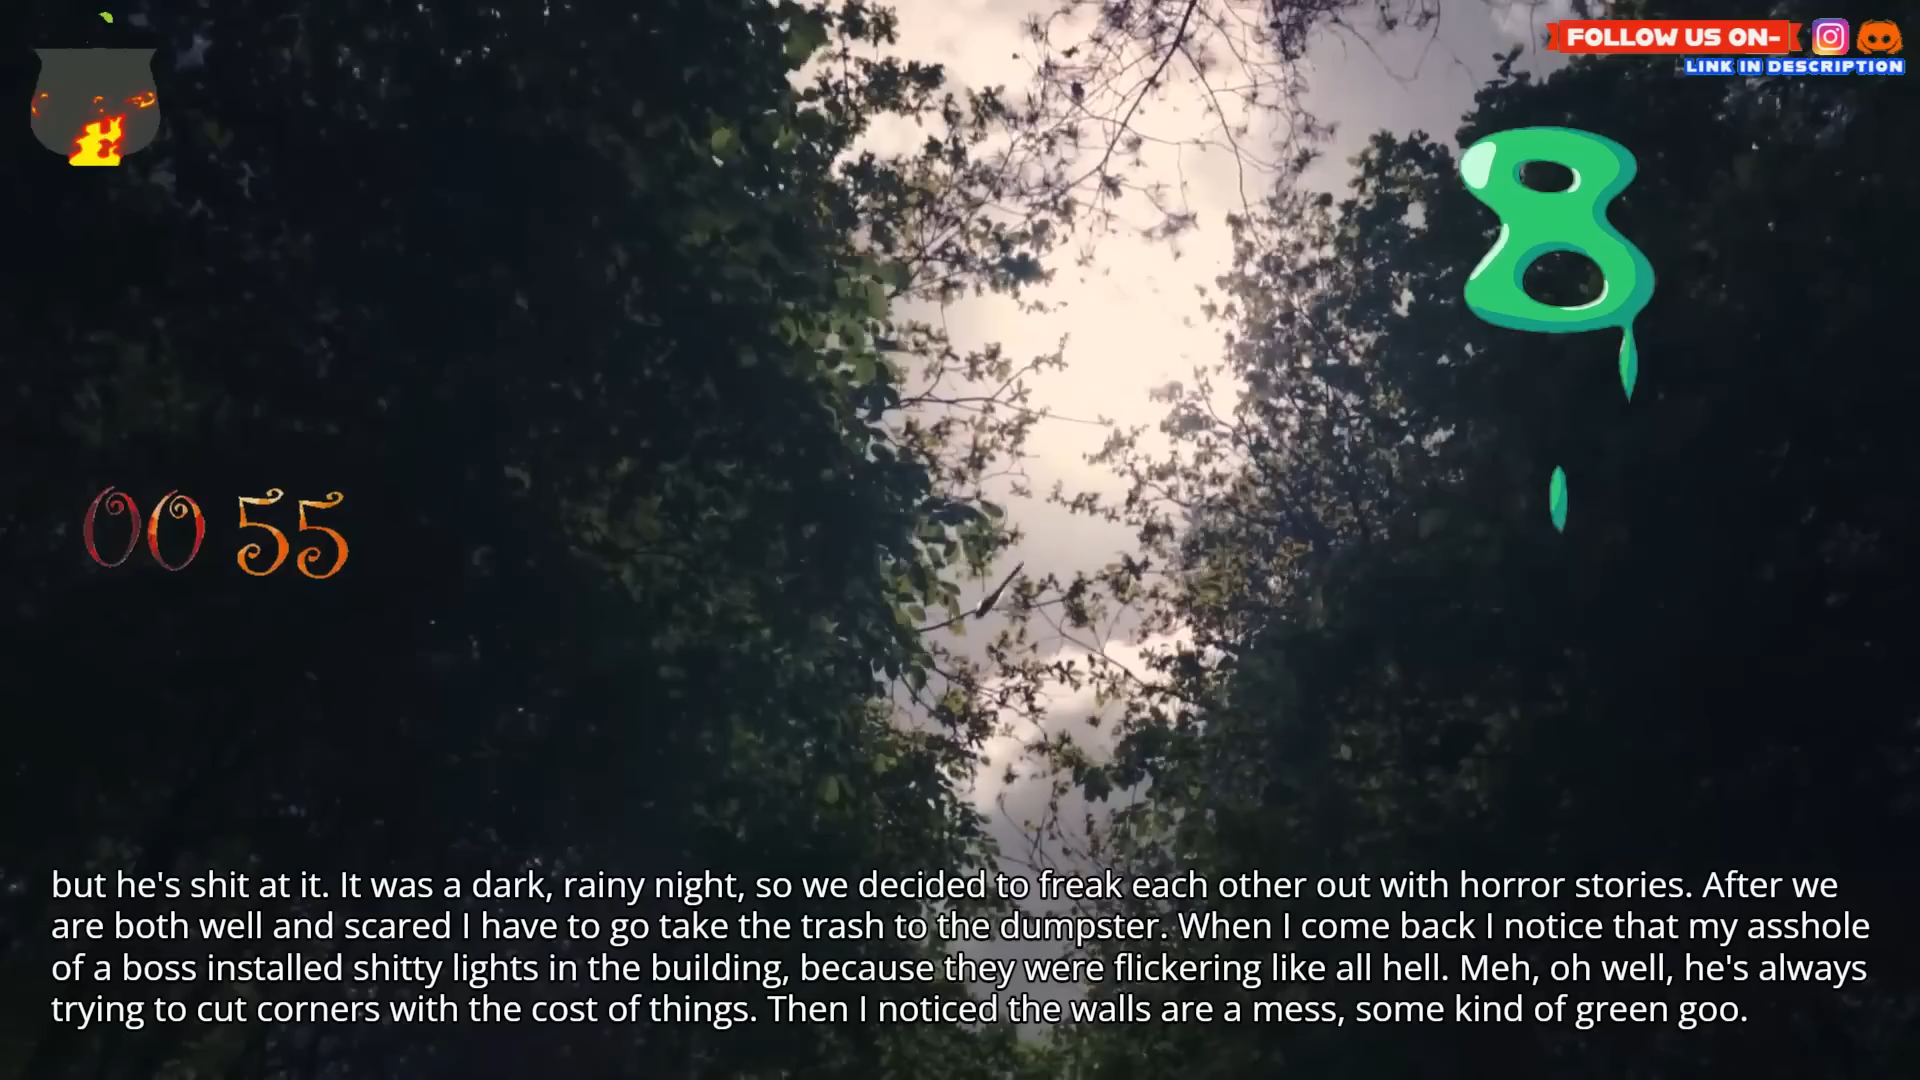 FOLLOW US ON-
LINK IN DESCRIPTION
8
00 55
but he's shit at it. It was a dark, rainy night, so we decided to freak each other out with horror stories. After we
are both well and scared I have to go take the trash to the dumpster. When I come back I notice that my asshole
of a boss installed shitty lights in the building, because they were flickering like all hell. Meh, oh well, he's always
trying to cut corners with the cost of things. Then I noticed the walls are a mess, some kind of green goo.